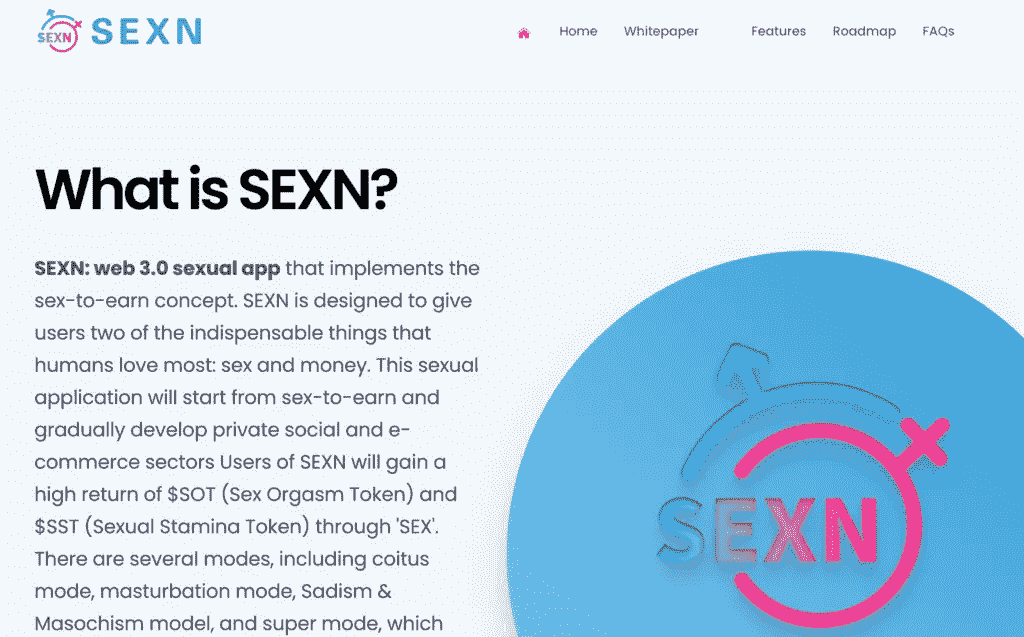 SEXN SEXN Home Whitepaper Features Roadmap FAQs
What is SEXN?
SEXN: web 3.0 sexual app that implements the
sex-to-earn concept. SEXN is designed to give
users two of the indispensable things that
humans love most: sex and money. This sexual
application will start from sex-to-earn and
gradually develop private social and e-
commerce sectors Users of SEXN will gain a
high return of $SOT (Sex Orgasm Token) and
$SST (Sexual Stamina Token) through 'SEX'.
There are several modes, including coitus
mode, masturbation mode, Sadism &
Masochism model, and super mode, which
SEXN